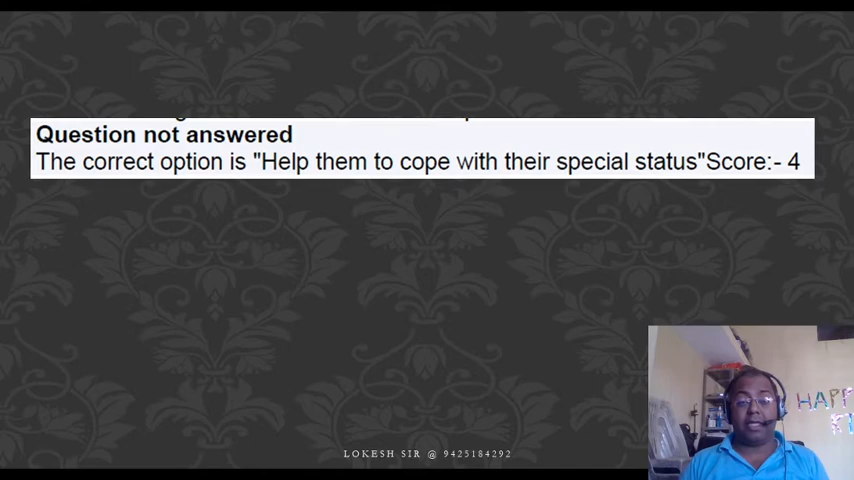 Question not answered
The correct option is "Help them to cope with their special status"Score:- 4
HAPP
LOKESH SIR @ 9425184292